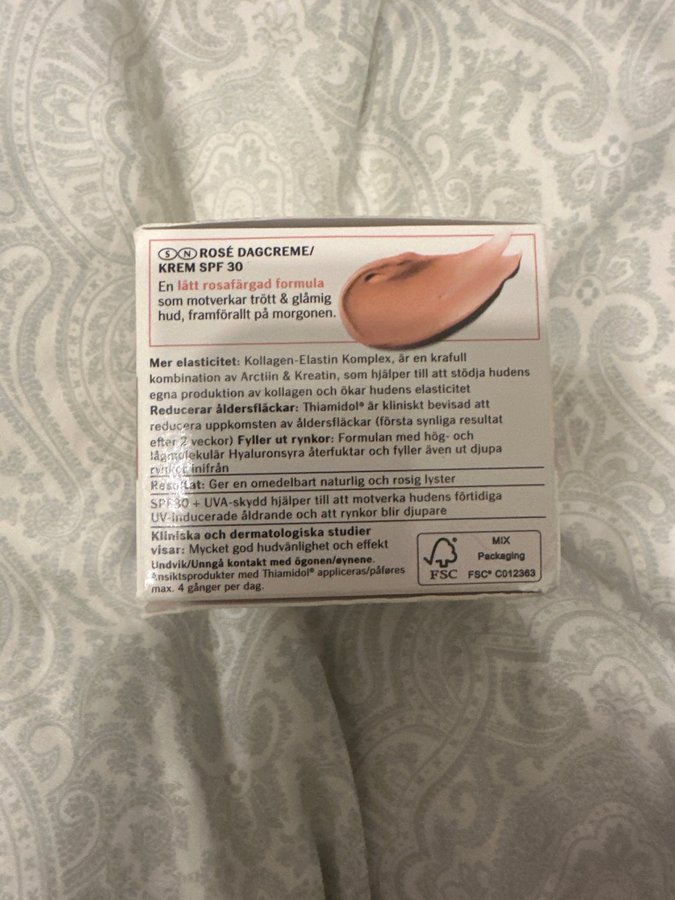 S N ROSÉ DAGCREME/
KREM SPF 30
En lätt rosafärgad formula
som motverkar trött & glåmig
hud, framförallt på morgonen.
Mer elasticitet: Kollagen-Elastin Komplex, är en krafull
kombination av Arctiin & Kreatin, som hjälper till att stödja hudens
egna produktion av kollagen och ökar hudens elasticitet
Reducerar åldersfläckar: Thiamidol® är kliniskt bevisad att
reducera uppkomsten av åldersfläckar (första synliga resultat
efter 2 veckor) Fyller ut rynkor: Formulan med hög- och
lågmolekulär Hyaluronsyra återfuktar och fyller även ut djupa
rynkor inifrån
Resultat: Ger en omedelbart naturlig och rosig lyster
SPF30 + UVA-skydd hjälper till att motverka hudens förtidiga
UV-inducerade åldrande och att rynkor blir djupare
Kliniska och dermatologiska studier
visar: Mycket god hudvänlighet och effekt
Undvik/Unngå kontakt med ögonen/øynene.
Ansiktsprodukter med Thiamidol® appliceras/påføres
max. 4 gånger per dag.
FSC
MIX
Packaging
FSC® C012363